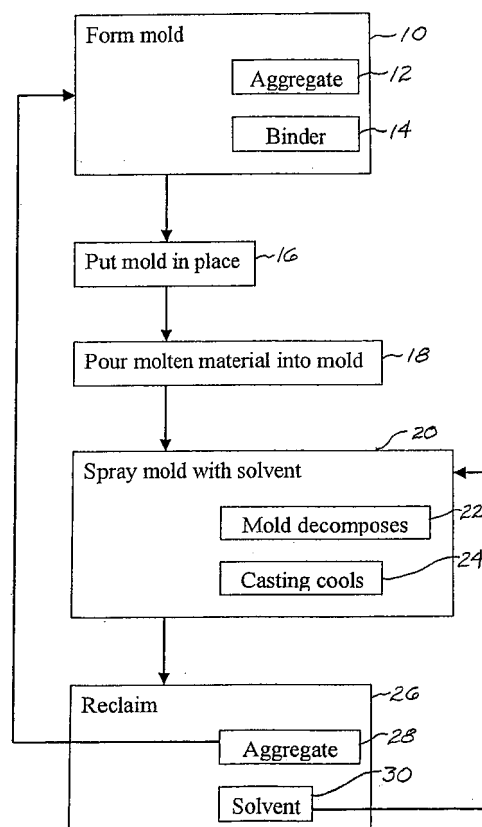 Form mold
10
Aggregate
12
Binder
14
Put mold in place
16
Pour molten material into mold
18
20
Spray mold with solvent
Mold decomposes
22
Casting cools
24
Reclaim
26
Aggregate
28
Solvent
30